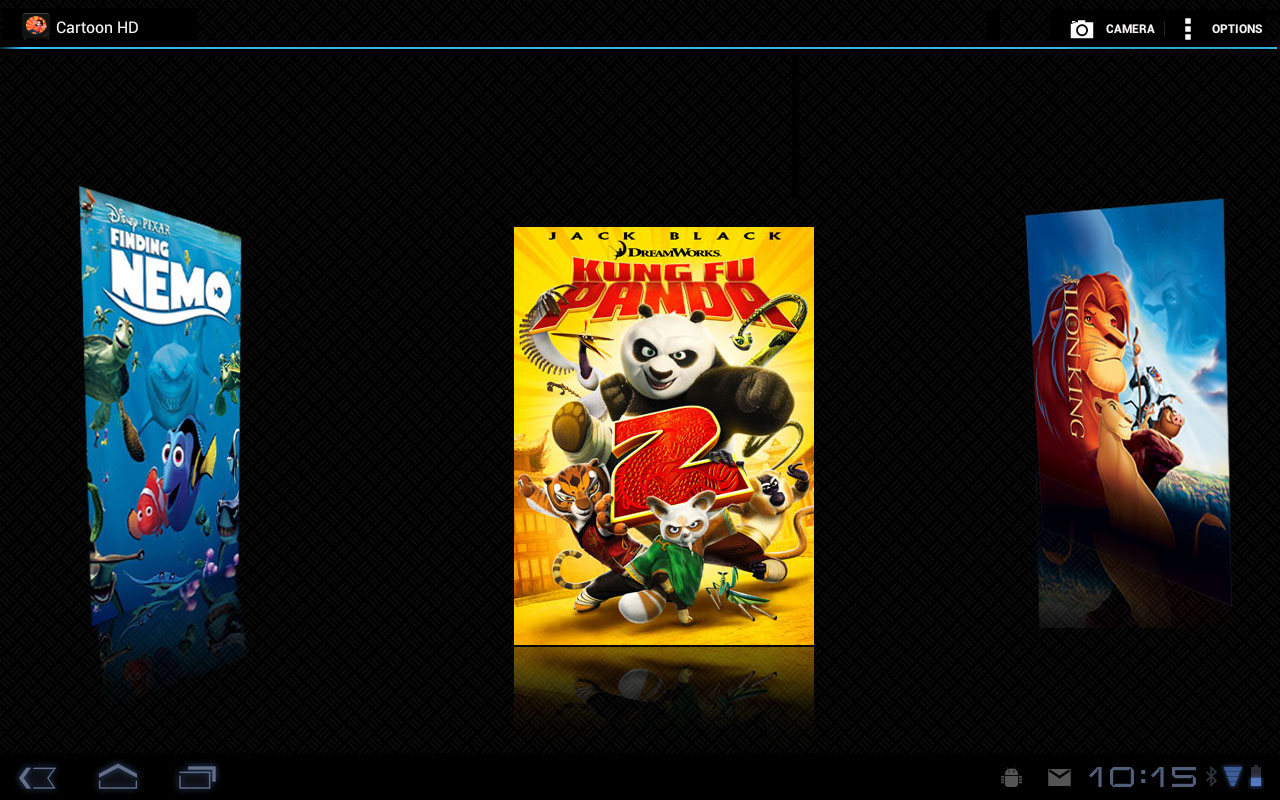 Cartoon HD
CAMERA
OPTIONS
Disney PIXAR
FINDING
NEMO
JACK BLACK
DREAMWORKS
KUNG FU
PANDA
2
Disney
THE LION KING
10:15